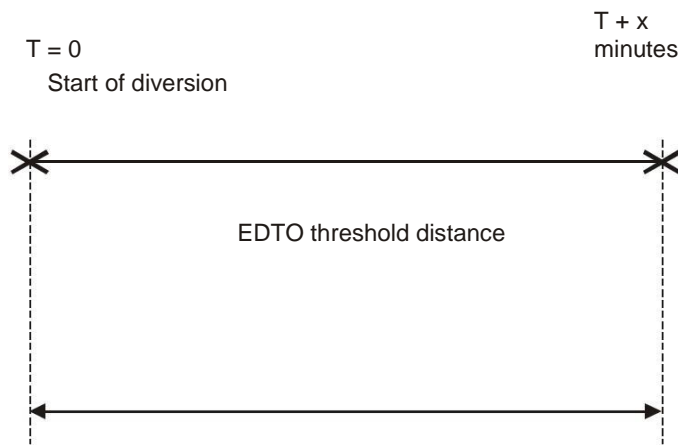 T = 0
Start of diversion
T + x
minutes
EDTO threshold distance